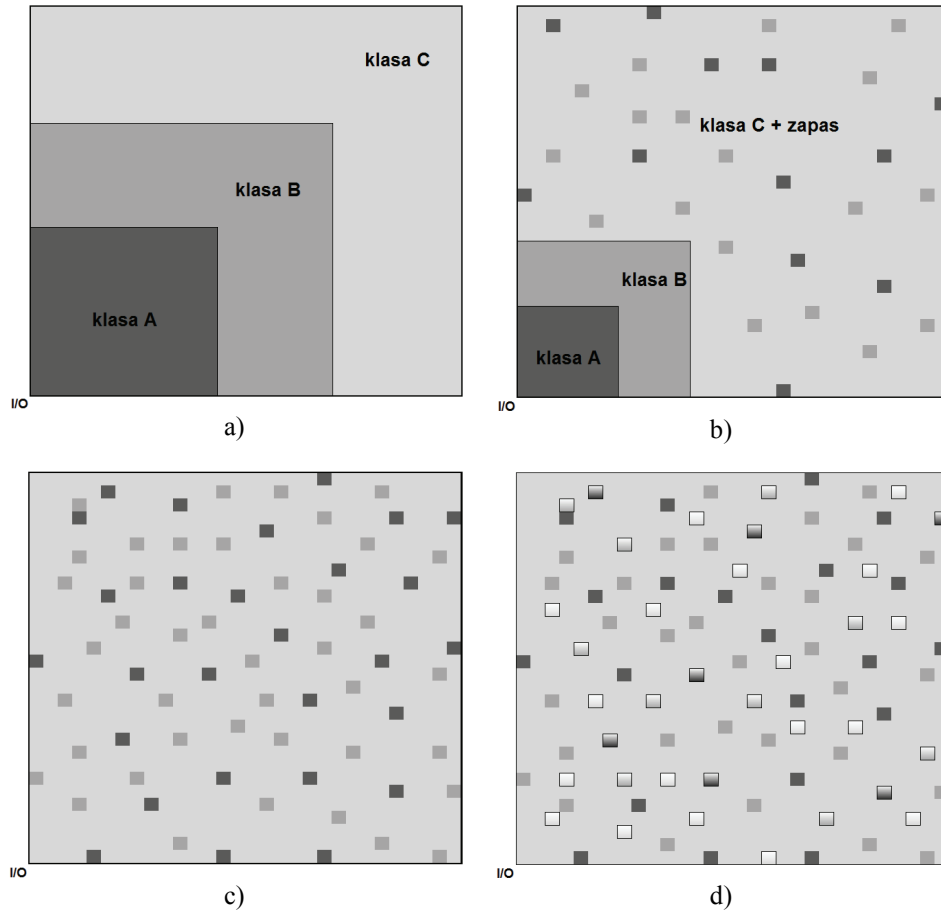 klasa C
klasa B
klasa A
I/O
a)
klasa C + zapas
klasa B
klasa A
I/O
b)
I/O
c)
I/O
d)